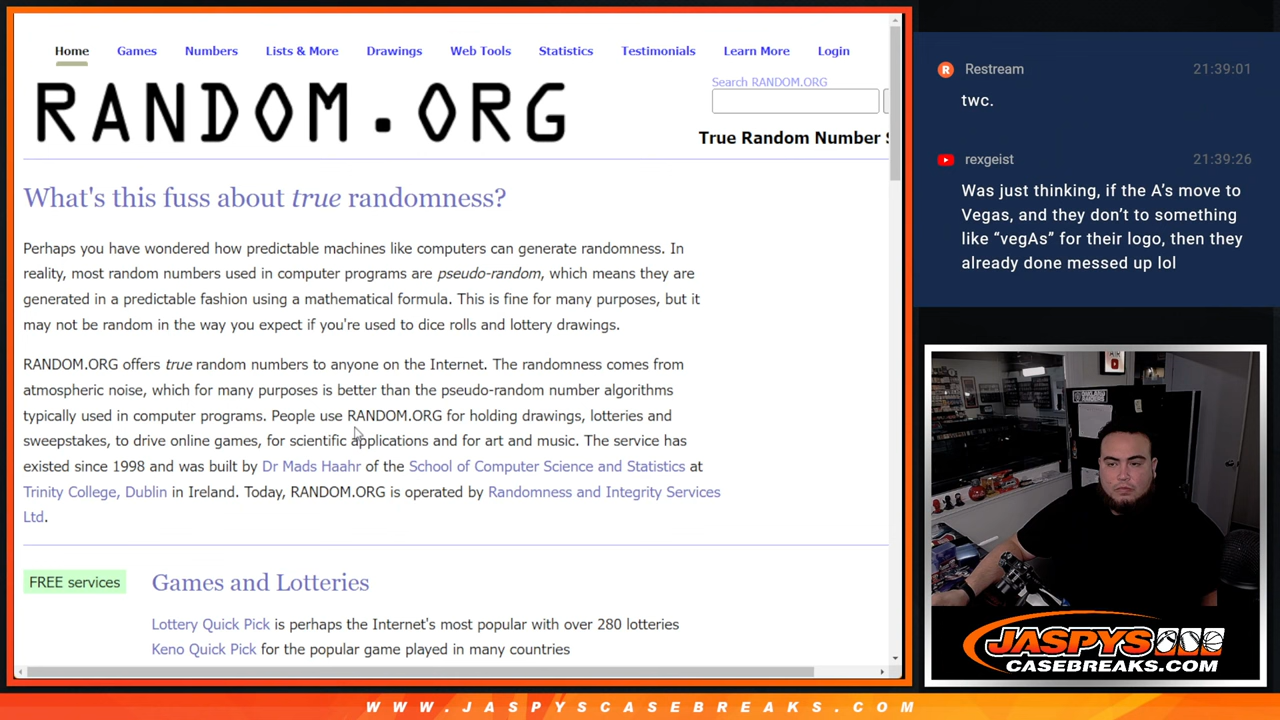 Home Games Numbers Lists & More Drawings Web Tools Statistics Testimonials Learn More Login
RANDOM.ORG
Search RANDOM.ORG
True Random Number S
What's this fuss about true randomness?
Perhaps you have wondered how predictable machines like computers can generate randomness. In
reality, most random numbers used in computer programs are pseudo-random, which means they are
generated in a predictable fashion using a mathematical formula. This is fine for many purposes, but it
may not be random in the way you expect if you're used to dice rolls and lottery drawings.
RANDOM.ORG offers true random numbers to anyone on the Internet. The randomness comes from
atmospheric noise, which for many purposes is better than the pseudo-random number algorithms
typically used in computer programs. People use RANDOM.ORG for holding drawings, lotteries and
sweepstakes, to drive online games, for scientific applications and for art and music. The service has
existed since 1998 and was built by Dr Mads Haahr of the School of Computer Science and Statistics at
Trinity College, Dublin in Ireland. Today, RANDOM.ORG is operated by Randomness and Integrity Services
Ltd.
FREE services
Games and Lotteries
Lottery Quick Pick is perhaps the Internet's most popular with over 280 lotteries
Keno Quick Pick for the popular game played in many countries
Restream 21:39:01
twc.
rexgeist 21:39:26
Was just thinking, if the A’s move to
Vegas, and they don’t to something
like “vegAs” for their logo, then they
already done messed up lol
JASPYS
CASEBREAKS.COM
WWW.JASPYSCASEBREAKS.COM